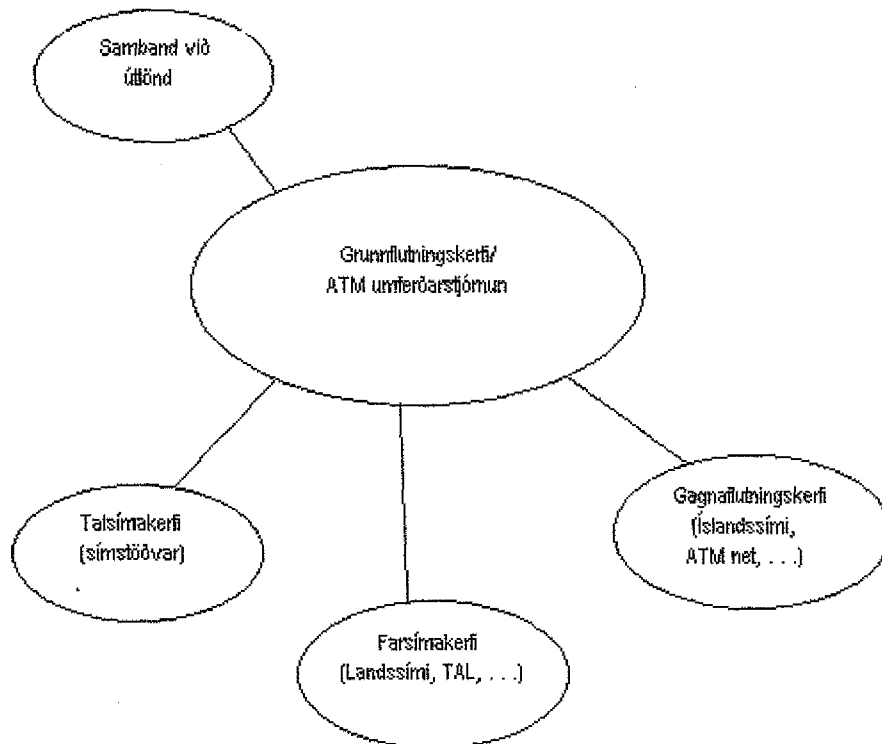 Samband við
útlönd
Grunnflutningskerfi/
ATM umferðarstjórnun
Talsímakerfi
(símstöðvar)
Gagnaflutningskerfi
(Íslandssími,
ATM net, . . .)
Farsímakerfi
(Landssími, TAL, . . .)